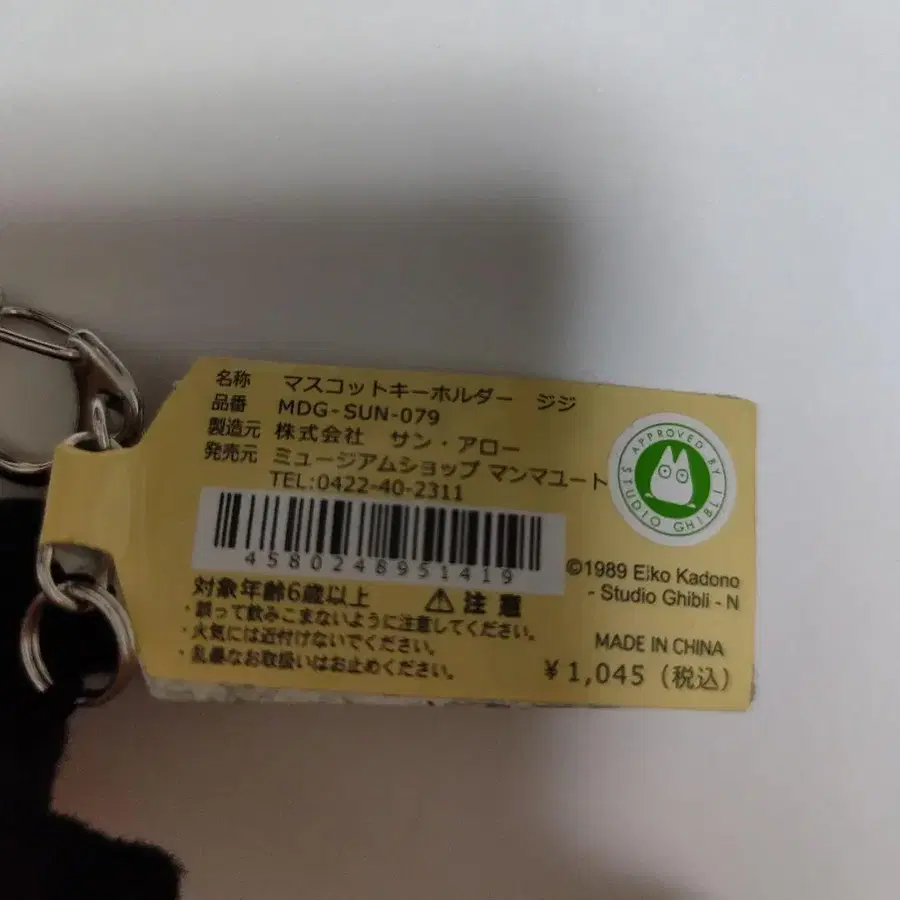 名称 マスコットキーホルダー ジジ
品番 MDG-SUN-079
製造元 株式会社 サン・アロー
発売元 ミュージアムショップ マンマユート
TEL:0422-40-2311
4580248951419
対象年齢6歳以上 ⚠注意
・誤って飲みこまないように注意してください。
・火気には近付けないでください。
・乱暴なお取扱いはお止めください。
APPROVED BY
STUDIO GHIBLI
©1989 Eiko Kadono
- Studio Ghibli - N
MADE IN CHINA
¥1,045(税込)